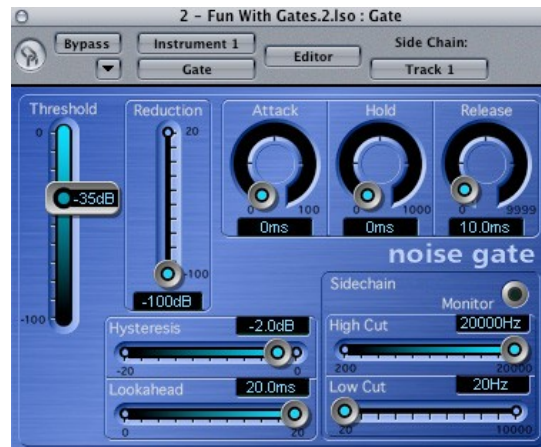 2 – Fun With Gates.2.lso : Gate
Bypass
Instrument 1
Gate
Editor
Side Chain:
Track 1
Threshold
0
-35dB
-100
Reduction
20
-100
-100dB
Attack
0 100
0ms
Hold
0 1000
0ms
Release
0 9999
10.0ms
noise gate
Hysteresis
-2.0dB
-20 0
Lookahead
20.0ms
0 20
Sidechain
Monitor
High Cut
20000Hz
200 20000
Low Cut
20Hz
20 10000